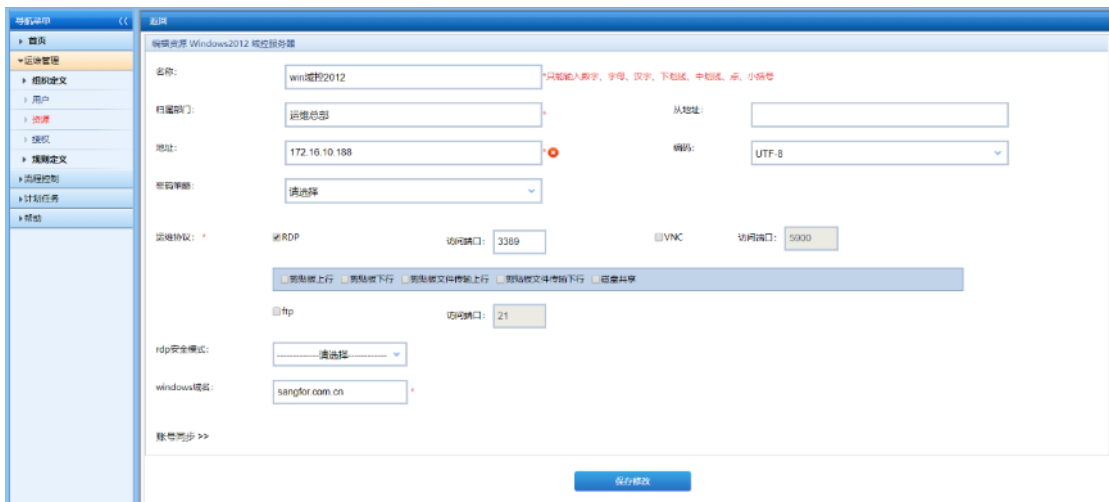 导航菜单 《
返回
首页
运维管理
组织定义
用户
资源
授权
规则定义
流程控制
计划任务
帮助
编辑资源 Windows2012 域控服务器
名称: win域控2012 *只能输入数字、字母、汉字、下划线、中划线、点、小括号
归属部门: 运维总部 * 从地址:
地址: 172.16.10.188 * 编码: UTF-8
密码策略: 请选择
运维协议: * RDP 访问端口: 3389 VNC 访问端口: 5900
剪贴板上行 剪贴板下行 剪贴板文件传输上行 剪贴板文件传输下行 磁盘共享
ftp 访问端口: 21
rdp安全模式: -------------请选择------------
windows域名: sangfor.com.cn *
账号同步 >>
保存修改